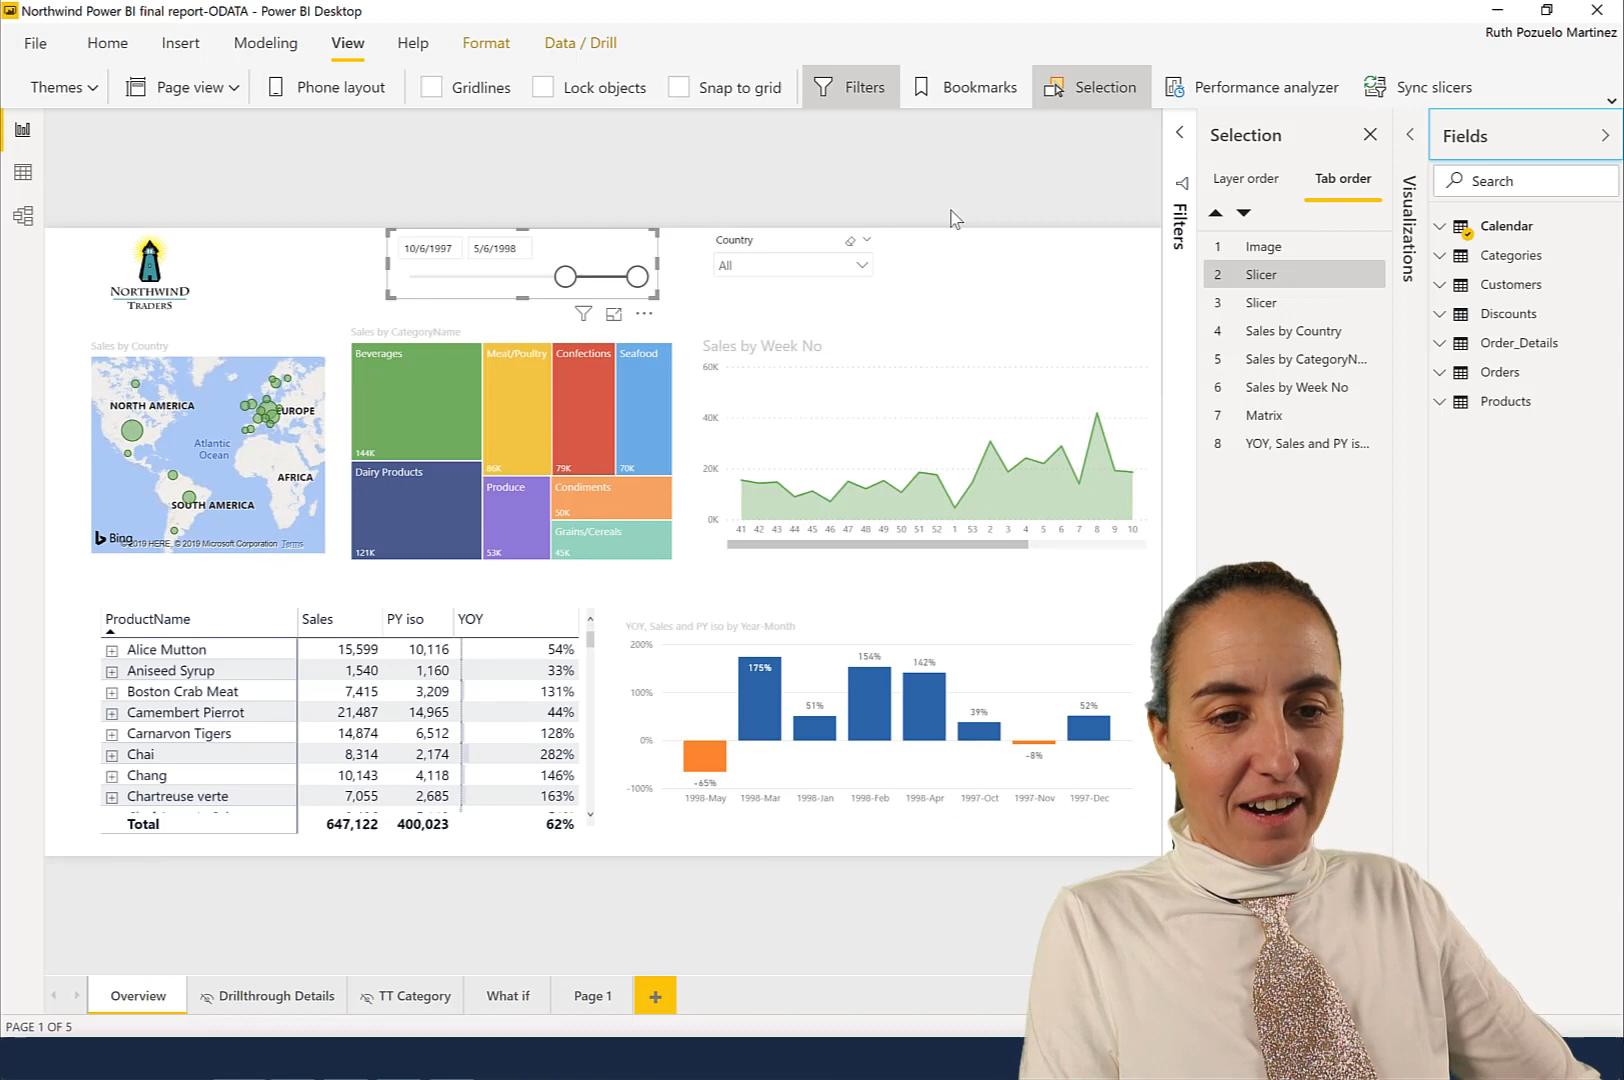 Northwind Power BI final report-ODATA - Power BI Desktop
Ruth Pozuelo Martinez
File Home Insert Modeling View Help Format Data / Drill
Themes Page view Phone layout Gridlines Lock objects Snap to grid Filters Bookmarks Selection Performance analyzer Sync slicers
NORTHWIND
TRADERS
10/6/1997 5/6/1998
Country
All
Sales by Country
NORTH AMERICA
EUROPE
Atlantic
Ocean
AFRICA
SOUTH AMERICA
Bing
© 2019 HERE, © 2019 Microsoft Corporation Terms
Sales by CategoryName
Beverages
144K
Meat/Poultry
86K
Confections
79K
Seafood
70K
Dairy Products
121K
Produce
53K
Condiments
50K
Grains/Cereals
45K
Sales by Week No
60K
40K
20K
0K
41 42 43 44 45 46 47 48 49 50 51 52 1 53 2 3 4 5 6 7 8 9 10
ProductName Sales PY iso YOY
Alice Mutton 15,599 10,116 54%
Aniseed Syrup 1,540 1,160 33%
Boston Crab Meat 7,415 3,209 131%
Camembert Pierrot 21,487 14,965 44%
Carnarvon Tigers 14,874 6,512 128%
Chai 8,314 2,174 282%
Chang 10,143 4,118 146%
Chartreuse verte 7,055 2,685 163%
Total 647,122 400,023 62%
YOY, Sales and PY iso by Year-Month
200%
100%
0%
-100%
-65% 175% 51% 154% 142% 39% -8% 52%
1998-May 1998-Mar 1998-Jan 1998-Feb 1998-Apr 1997-Oct 1997-Nov 1997-Dec
Filters
Selection
Layer order Tab order
1 Image
2 Slicer
3 Slicer
4 Sales by Country
5 Sales by CategoryN...
6 Sales by Week No
7 Matrix
8 YOY, Sales and PY is...
Visualizations
Fields
Search
Calendar
Categories
Customers
Discounts
Order_Details
Orders
Products
Overview Drillthrough Details TT Category What if Page 1
PAGE 1 OF 5